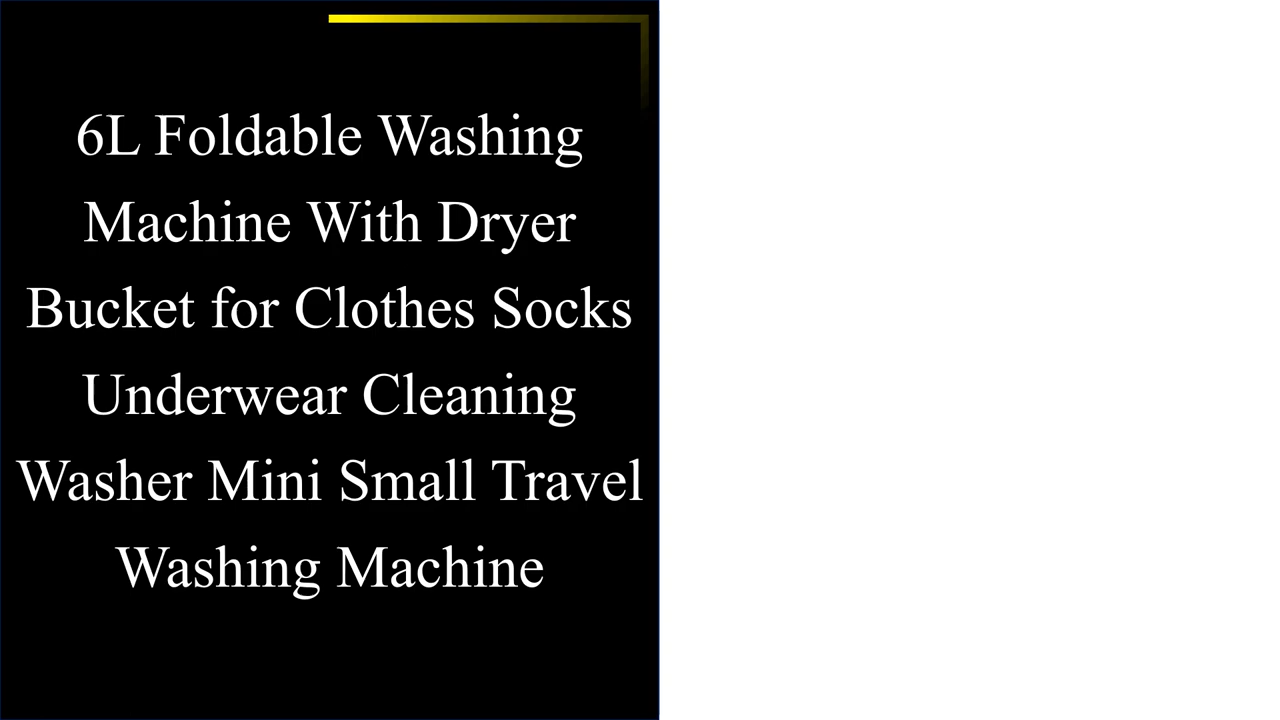 6L Foldable Washing
Machine With Dryer
Bucket for Clothes Socks
Underwear Cleaning
Washer Mini Small Travel
Washing Machine